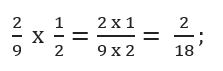 2/9 x 1/2 = 2 x 1/9 x 2 = 2/18 ;